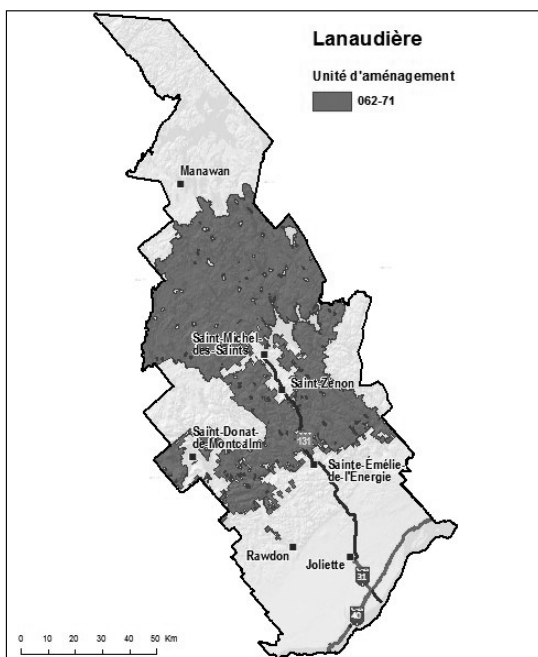 Lanaudière
Unité d'aménagement
062-71
Manawan
Saint-Michel-
des-Saints
Saint-Zénon
Saint-Donat-
de-Montcalm
131
Sainte-Émélie-
de-l'Energie
Rawdon
Joliette
31
40
0 10 20 30 40 50 Km